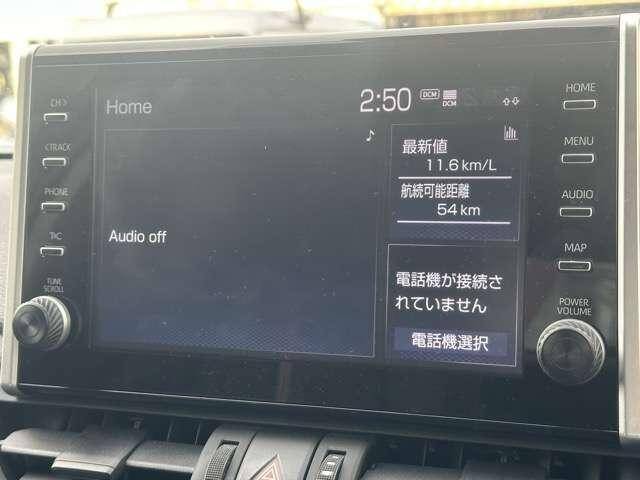 CH >
< TRACK
PHONE
T&C
TUNE
SCROLL
Home
2:50
DCM
DCM
Audio off
最新値
11.6 km/L
航続可能距離
54 km
電話機が接続さ
れていません
電話機選択
HOME
MENU
AUDIO
MAP
POWER
VOLUME